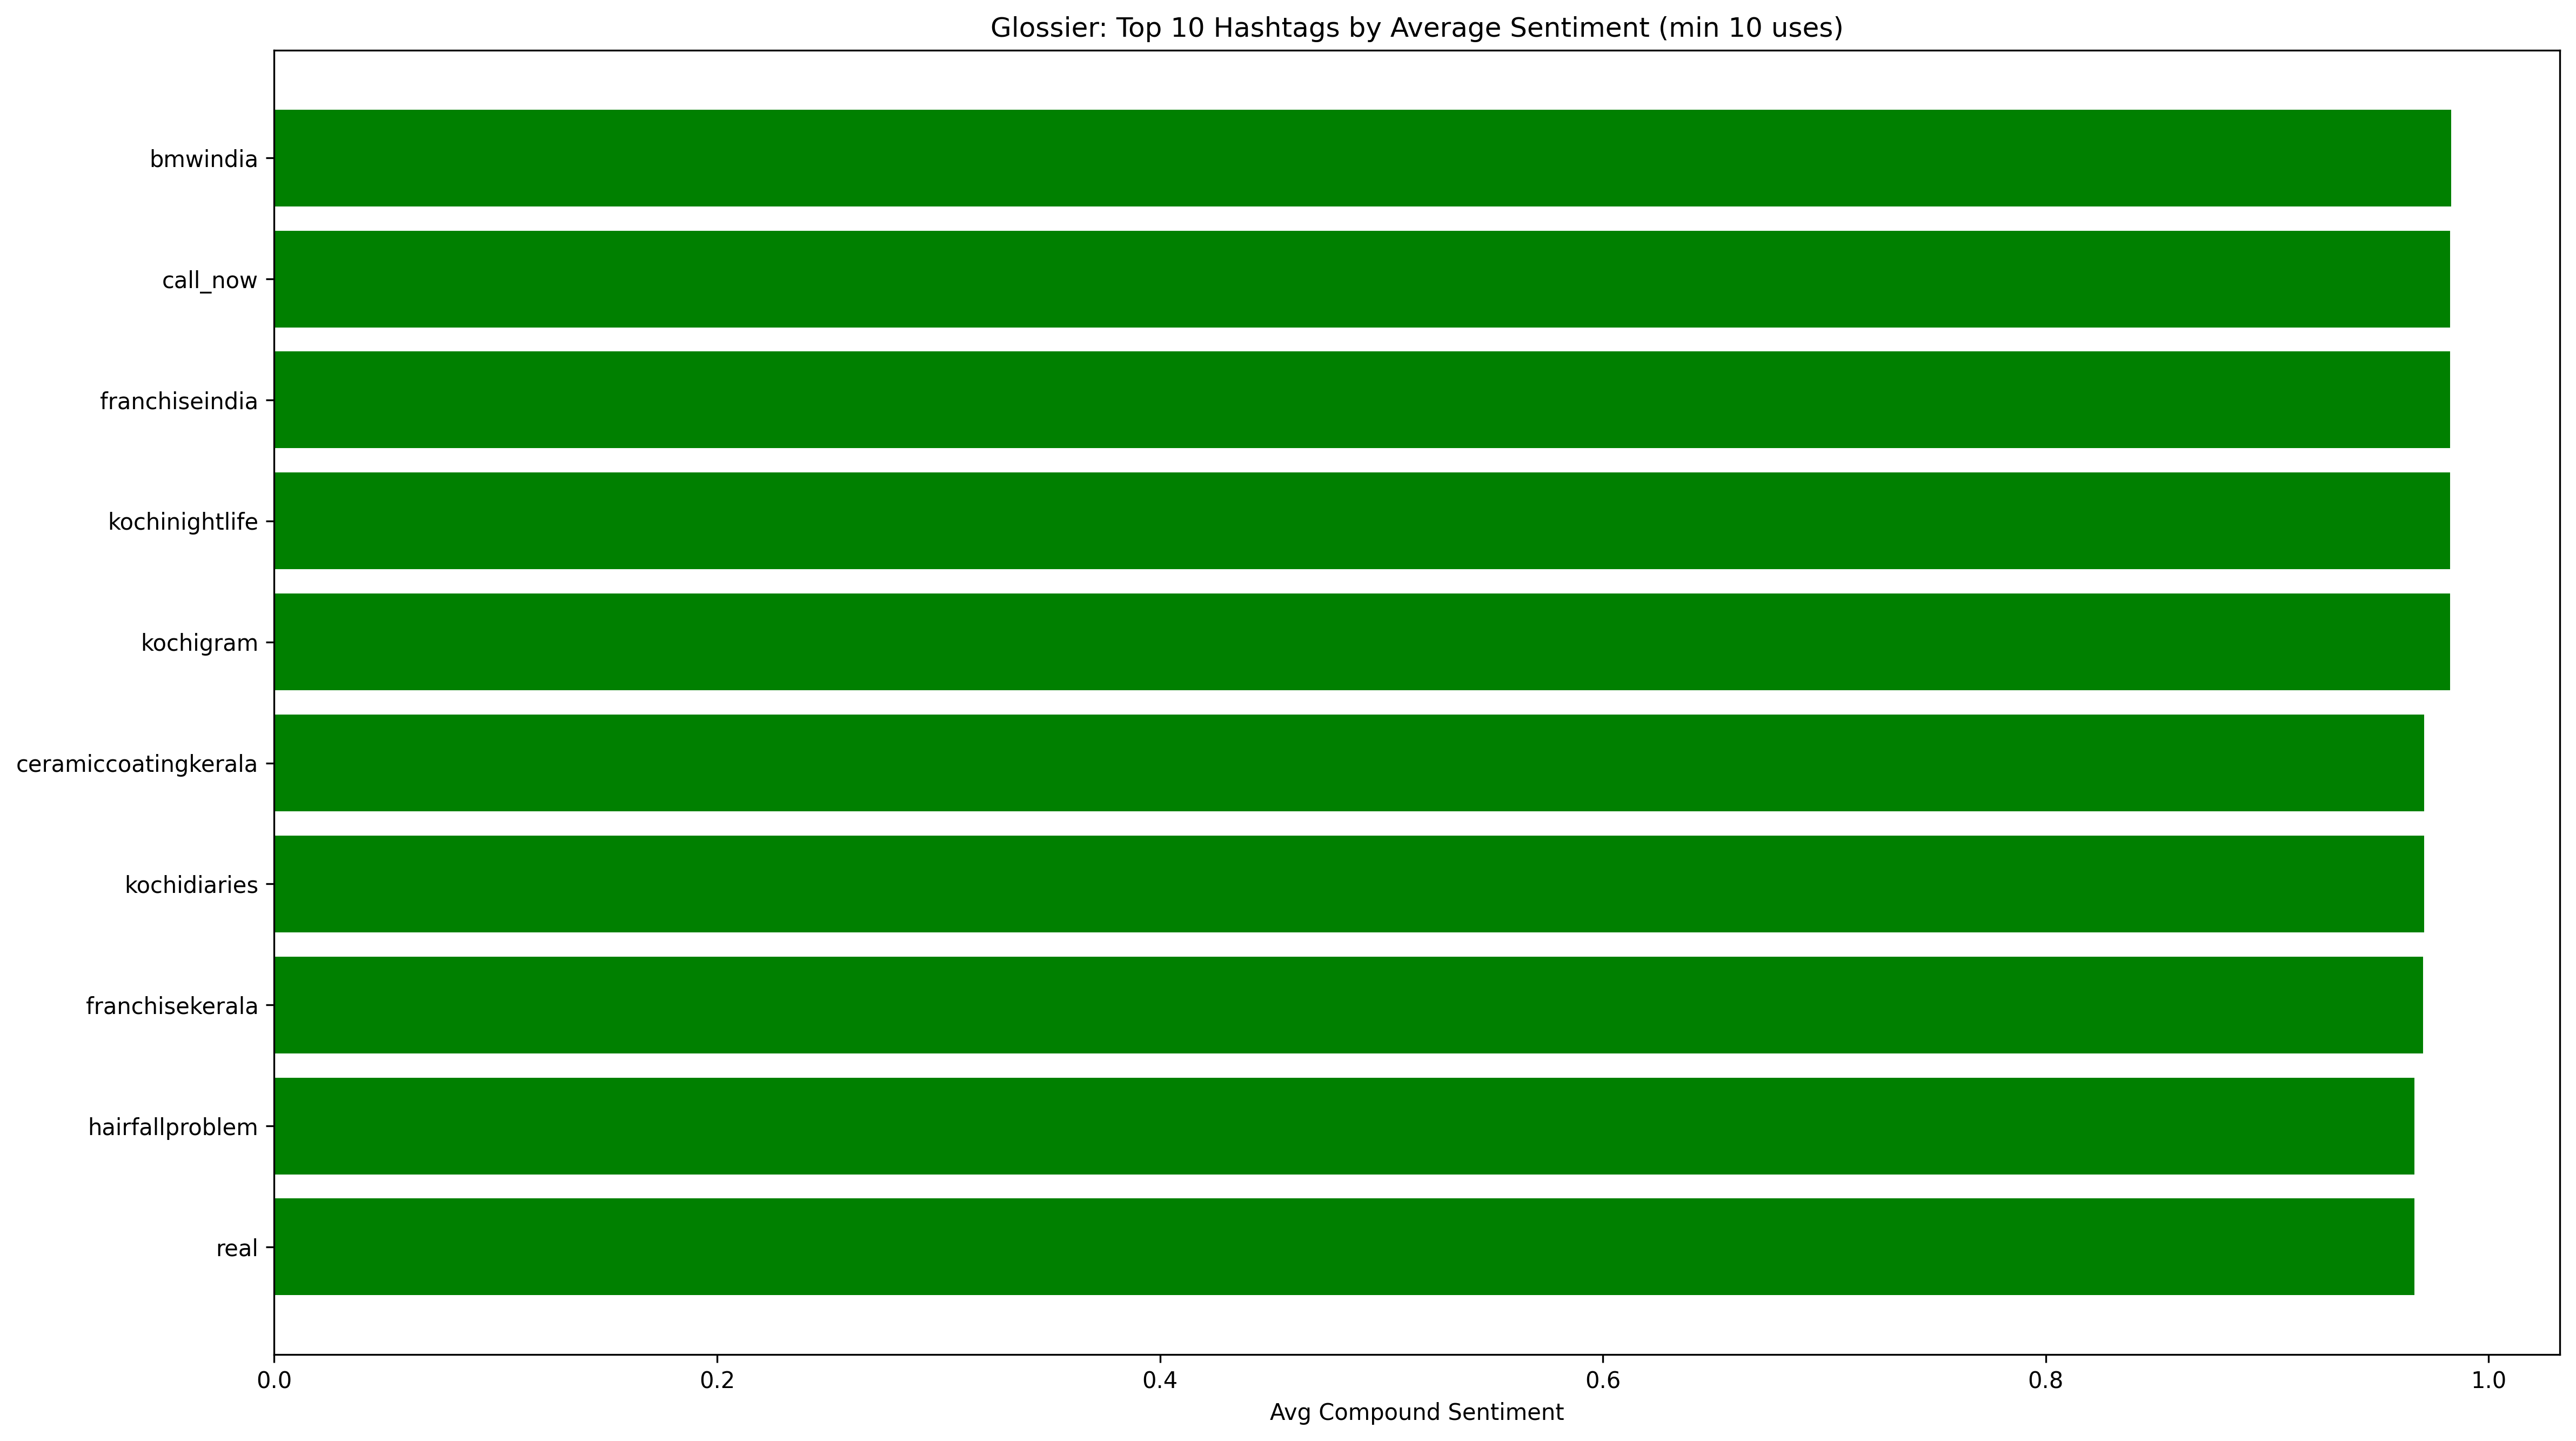 Glossier: Top 10 Hashtags by Average Sentiment (min 10 uses)
bmwindia
call_now
franchiseindia
kochinightlife
kochigram
ceramiccoatingkerala
kochidiaries
franchisekerala
hairfallproblem
real
0.0 0.2 0.4 0.6 0.8 1.0
Avg Compound Sentiment